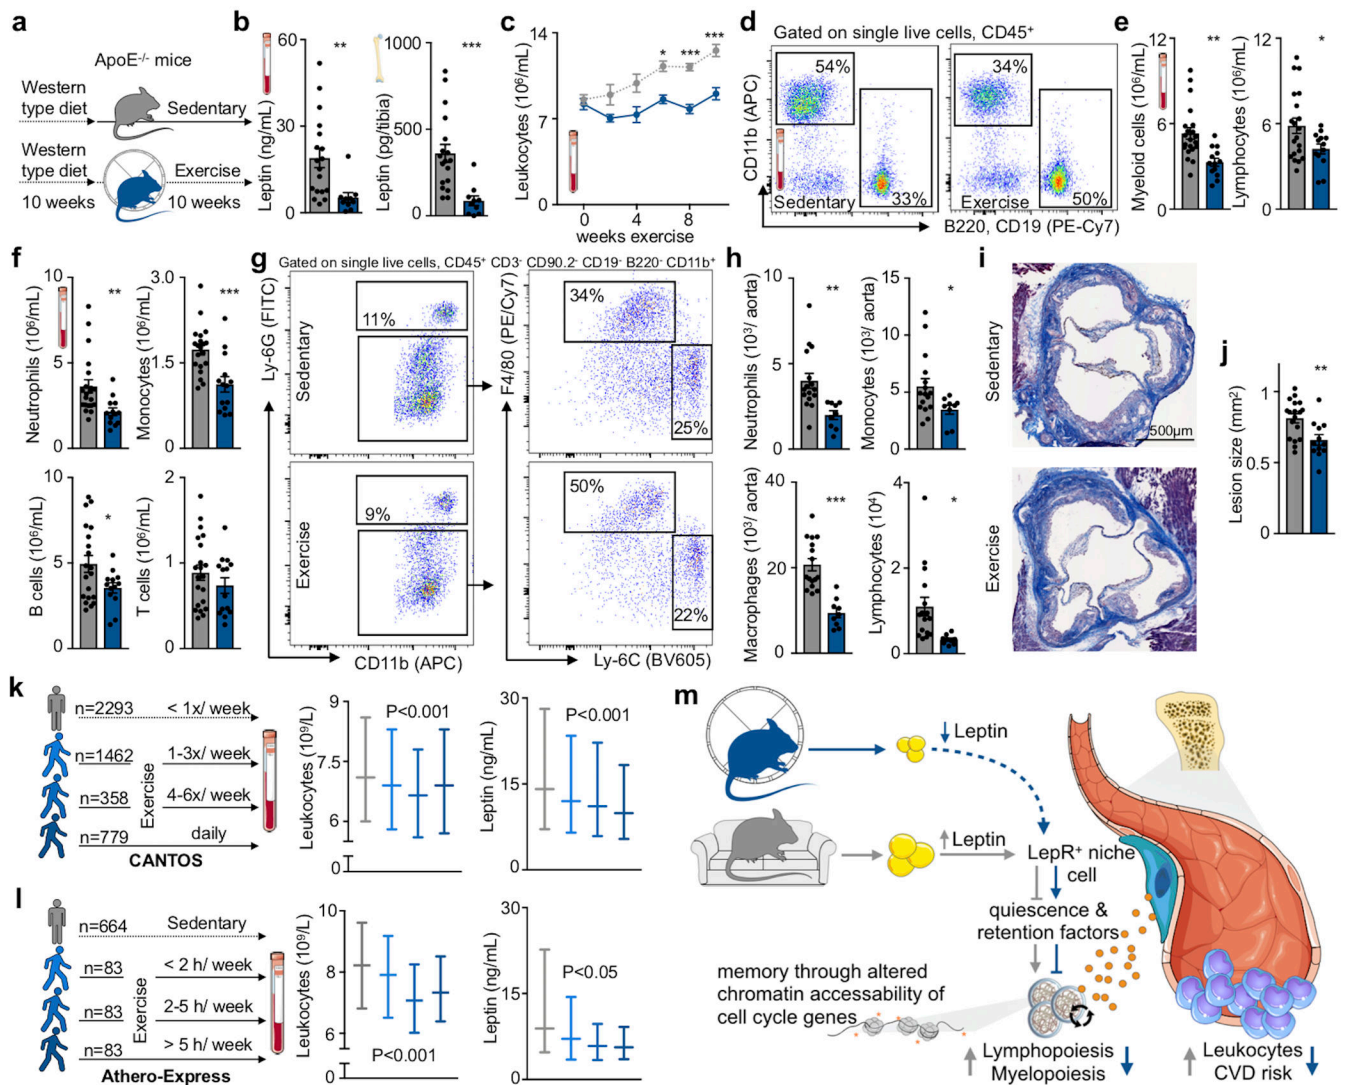 a
ApoE-/- mice
Western
type diet
Sedentary
Western
type diet
Exercise
10 weeks
10 weeks
b
Leptin (ng/mL)
60
30
0
**
Leptin (pg/tibia)
1000
500
0
***
c
Leukocytes (10⁶/mL)
14
7
0
* *** ***
0 4 8
weeks exercise
d
Gated on single live cells, CD45⁺
CD11b (APC)
54%
33%
Sedentary
34%
50%
Exercise
B220, CD19 (PE-Cy7)
e
Myeloid cells (10⁶/mL)
12
6
0
**
Lymphocytes (10⁶/mL)
12
6
0
*
f
Neutrophils (10⁶/mL)
10
5
0
**
Monocytes (10⁶/mL)
3.0
1.5
0
***
B cells (10⁶/mL)
10
5
0
*
T cells (10⁶/mL)
2
1
0
g
Gated on single live cells, CD45⁺ CD3⁻ CD90.2⁻ CD19⁻ B220⁻ CD11b⁺
Ly-6G (FITC)
Sedentary
11%
F4/80 (PE/Cy7)
34%
25%
Exercise
9%
50%
22%
CD11b (APC)
Ly-6C (BV605)
h
Neutrophils (10³/ aorta)
10
5
0
**
Monocytes (10³/ aorta)
15
10
5
0
*
Macrophages (10³/ aorta)
40
20
0
***
Lymphocytes (10⁴)
4
2
0
*
i
Sedentary
500µm
Exercise
j
Lesion size (mm²)
1
0.5
0
**
k
n=2293
< 1x/ week
n=1462
1-3x/ week
n=358
4-6x/ week
n=779
daily
Exercise
CANTOS
Leukocytes (10⁹/L)
9
7.5
6
0
P<0.001
Leptin (ng/mL)
30
15
0
P<0.001
l
n=664
Sedentary
n=83
< 2 h/ week
n=83
2-5 h/ week
n=83
> 5 h/ week
Exercise
Athero-Express
Leukocytes (10⁹/L)
10
8
6
0
P<0.001
Leptin (ng/mL)
30
15
0
P<0.05
m
Leptin
Leptin
LepR⁺ niche
cell
quiescence &
retention factors
memory through altered
chromatin accessability of
cell cycle genes
Lymphopoiesis
Myelopoiesis
Leukocytes
CVD risk